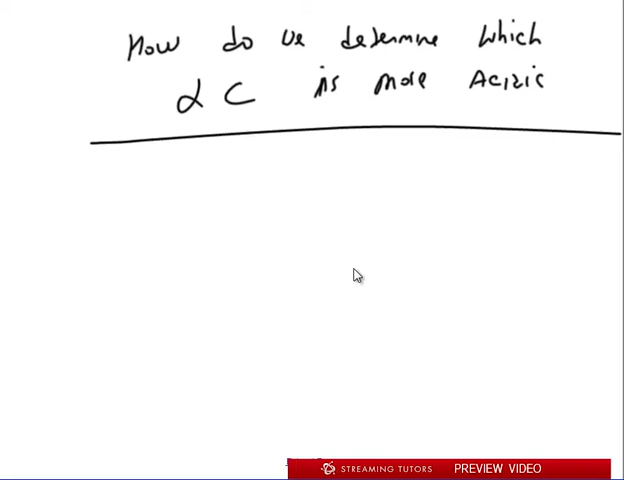 How do we determine which
α C is more Acidic
STREAMING TUTORS PREVIEW VIDEO